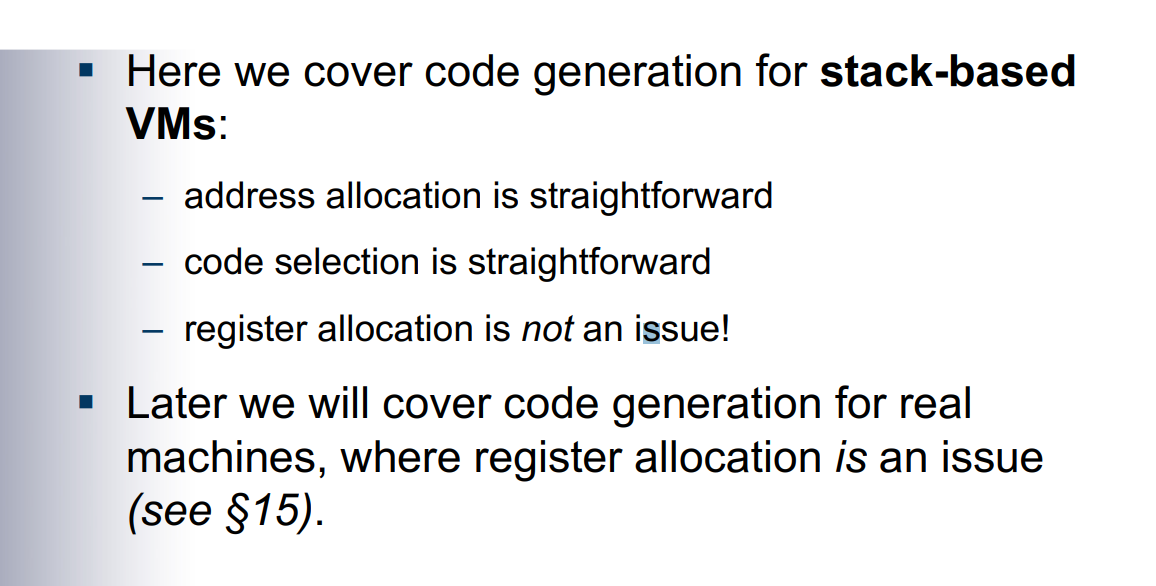 ▪ Here we cover code generation for stack-based
VMs:
– address allocation is straightforward
– code selection is straightforward
– register allocation is not an issue!
▪ Later we will cover code generation for real
machines, where register allocation is an issue
(see §15).